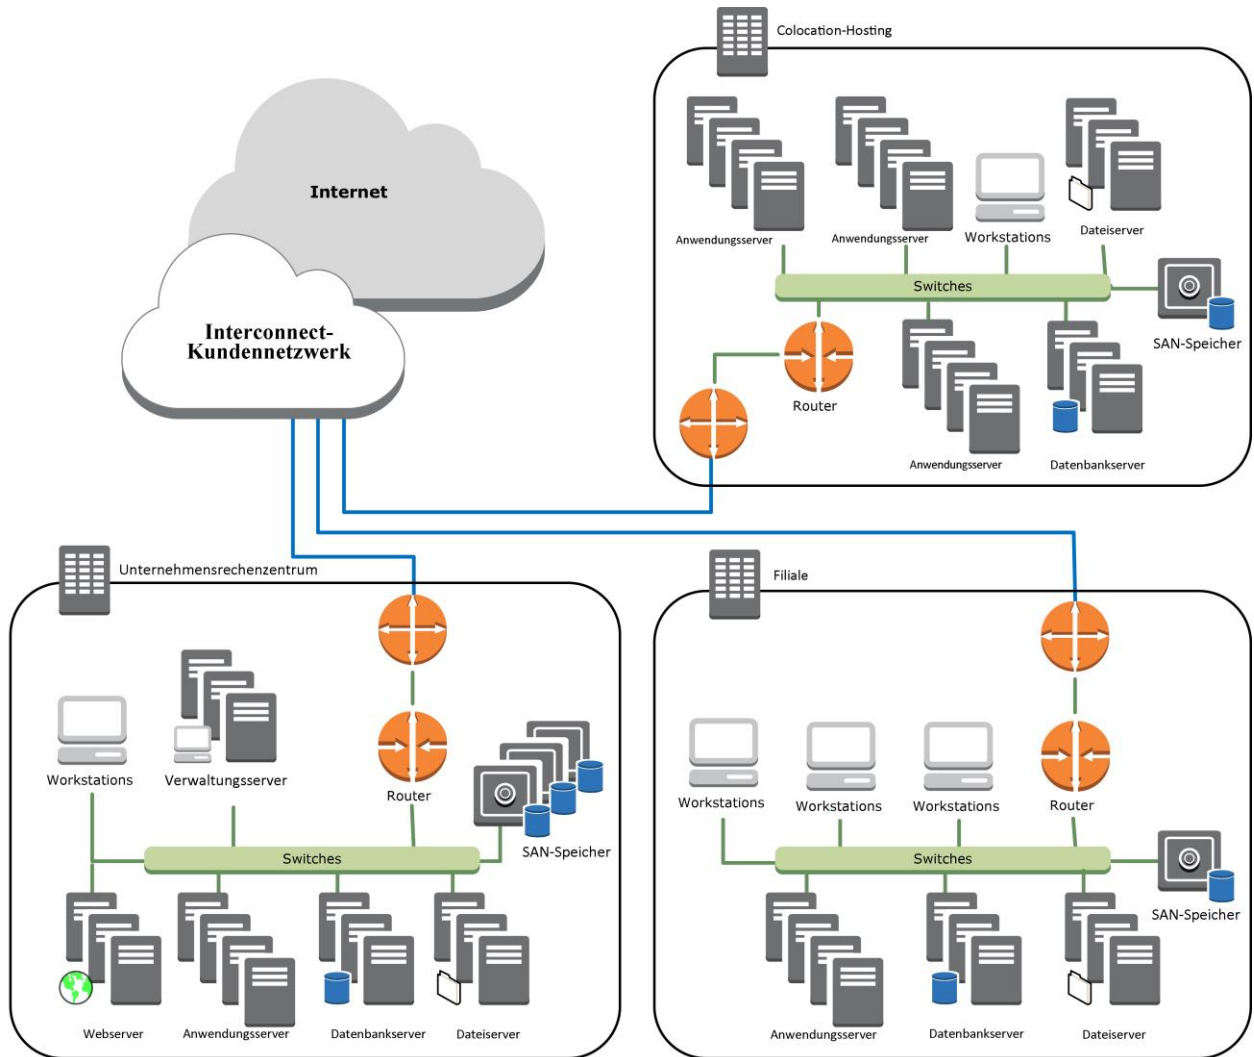 Colocation-Hosting
Internet
Interconnect-
Kundennetzwerk
Anwendungsserver
Anwendungsserver
Workstations
Dateiserver
Switches
SAN-Speicher
Router
Anwendungsserver
Datenbankserver
Unternehmensrechenzentrum
Workstations
Verwaltungsserver
Router
SAN-Speicher
Switches
Webserver
Anwendungsserver
Datenbankserver
Dateiserver
Filiale
Workstations
Workstations
Workstations
Router
Switches
SAN-Speicher
Anwendungsserver
Datenbankserver
Dateiserver